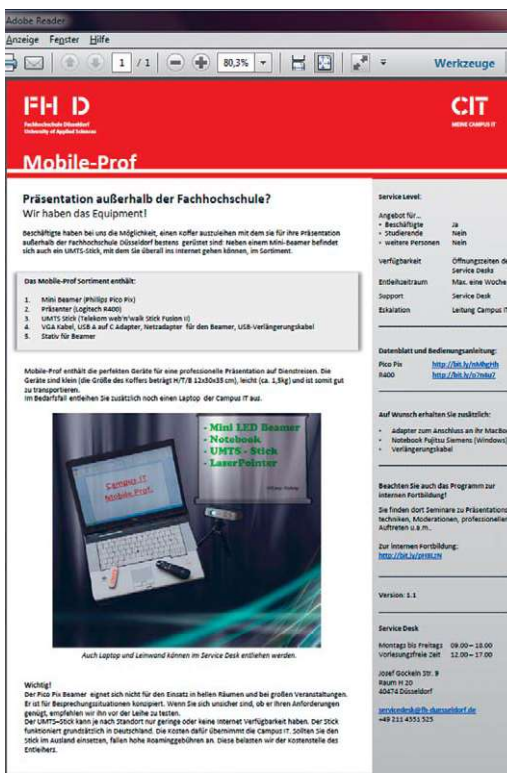 Adobe Reader
Anzeige Fenster Hilfe
1 / 1 80,3% Werkzeuge
FH D
Fachhochschule Düsseldorf
University of Applied Sciences
CIT
MEINE CAMPUS IT
Mobile-Prof
Präsentation außerhalb der Fachhochschule?
Wir haben das Equipment!
Beschäftigte haben bei uns die Möglichkeit, einen Koffer auszuleihen mit dem sie für ihre Präsentation
außerhalb der Fachhochschule Düsseldorf bestens gerüstet sind: Neben einem Mini-Beamer befindet
sich auch ein UMTS-Stick, mit dem Sie überall ins Internet gehen können, im Sortiment.
Das Mobile-Prof Sortiment enthält:
1. Mini Beamer (Phillips Pico Pix)
2. Präsenter (Logitech R400)
3. UMTS Stick (Telekom web'n'walk Stick Fusion II)
4. VGA Kabel, USB A auf C Adapter, Netzadapter für den Beamer, USB-Verlängerungskabel
5. Stativ für Beamer
Mobile-Prof enthält die perfekten Geräte für eine professionelle Präsentation auf Dienstreisen. Die
Geräte sind klein (die Größe des Koffers beträgt H/T/B 12x30x35 cm), leicht (ca. 1,5kg) und ist somit gut
zu transportieren.
Im Bedarfsfall entleihen Sie zusätzlich noch einen Laptop der Campus IT aus.
- Mini LED Beamer
- Notebook
- UMTS - Stick
- LaserPointer
Campus IT
Mobile Prof.
Auch Laptop und Leinwand können im Service Desk entliehen werden.
Wichtig!
Der Pico Pix Beamer eignet sich nicht für den Einsatz in hellen Räumen und bei großen Veranstaltungen.
Er ist für Besprechungssituationen konzipiert. Wenn Sie sich unsicher sind, ob er Ihren Anforderungen
genügt, empfehlen wir ihn vor der Leihe zu testen.
Der UMTS-Stick kann je nach Standort nur geringe oder keine Internet Verfügbarkeit haben. Der Stick
funktioniert grundsätzlich in Deutschland. Die Kosten dafür übernimmt die Campus IT. Sollten Sie den
Stick im Ausland einsetzen, fallen hohe Roaminggebühren an. Diese belasten wir der Kostenstelle des
Entleihers.
Service Level:
Angebot für...
• Beschäftigte Ja
• Studierende Nein
• weitere Personen Nein
Verfügbarkeit Öffnungszeiten de
Service Desks
Entleihzeitraum Max. eine Woche
Support Service Desk
Eskalation Leitung Campus IT
Datenblatt und Bedienungsanleitung:
Pico Pix
R400
Auf Wunsch erhalten Sie zusätzlich:
• Adapter zum Anschluss an Ihr MacBoo
• Notebook Fujitsu Siemens (Windows)
• Verlängerungskabel
Beachten Sie auch das Programm zur
internen Fortbildung!
Sie finden dort Seminare zu Präsentations
techniken, Moderationen, professioneller
Auftreten u.a.m..
Zur internen Fortbildung:
Version: 1.1
Service Desk
Montags bis Freitags 09.00 – 18.00
Vorlesungsfreie Zeit 12.00 – 17.00
Josef Gockeln Str. 9
Raum H 20
40474 Düsseldorf
servicedesk@fh-duesseldorf.de
+49 211 4351 525